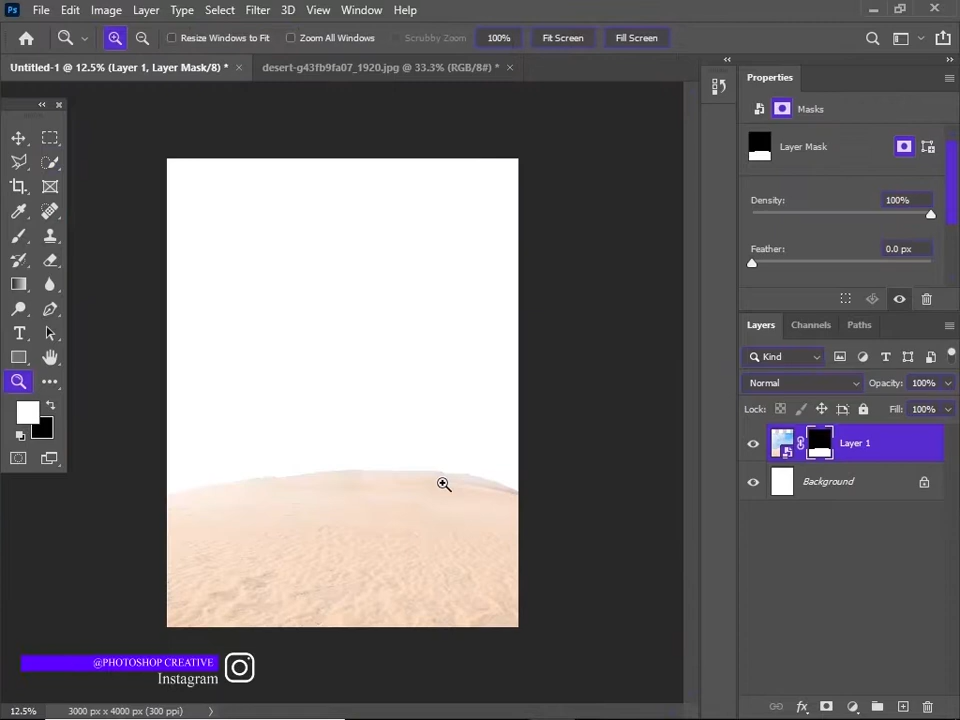 Ps File Edit Image Layer Type Select Filter 3D View Window Help
Resize Windows to Fit Zoom All Windows Scrubby Zoom 100% Fit Screen Fill Screen
Untitled-1 @ 12.5% (Layer 1, Layer Mask/8) * × desert-g43fb9fa07_1920.jpg @ 33.3% (RGB/8#) * ×
Properties
Masks
Layer Mask
Density: 100%
Feather: 0.0 px
Layers Channels Paths
Kind
Normal Opacity: 100%
Lock: Fill: 100%
Layer 1
Background
@PHOTOSHOP CREATIVE
Instagram
12.5% 3000 px x 4000 px (300 ppi)